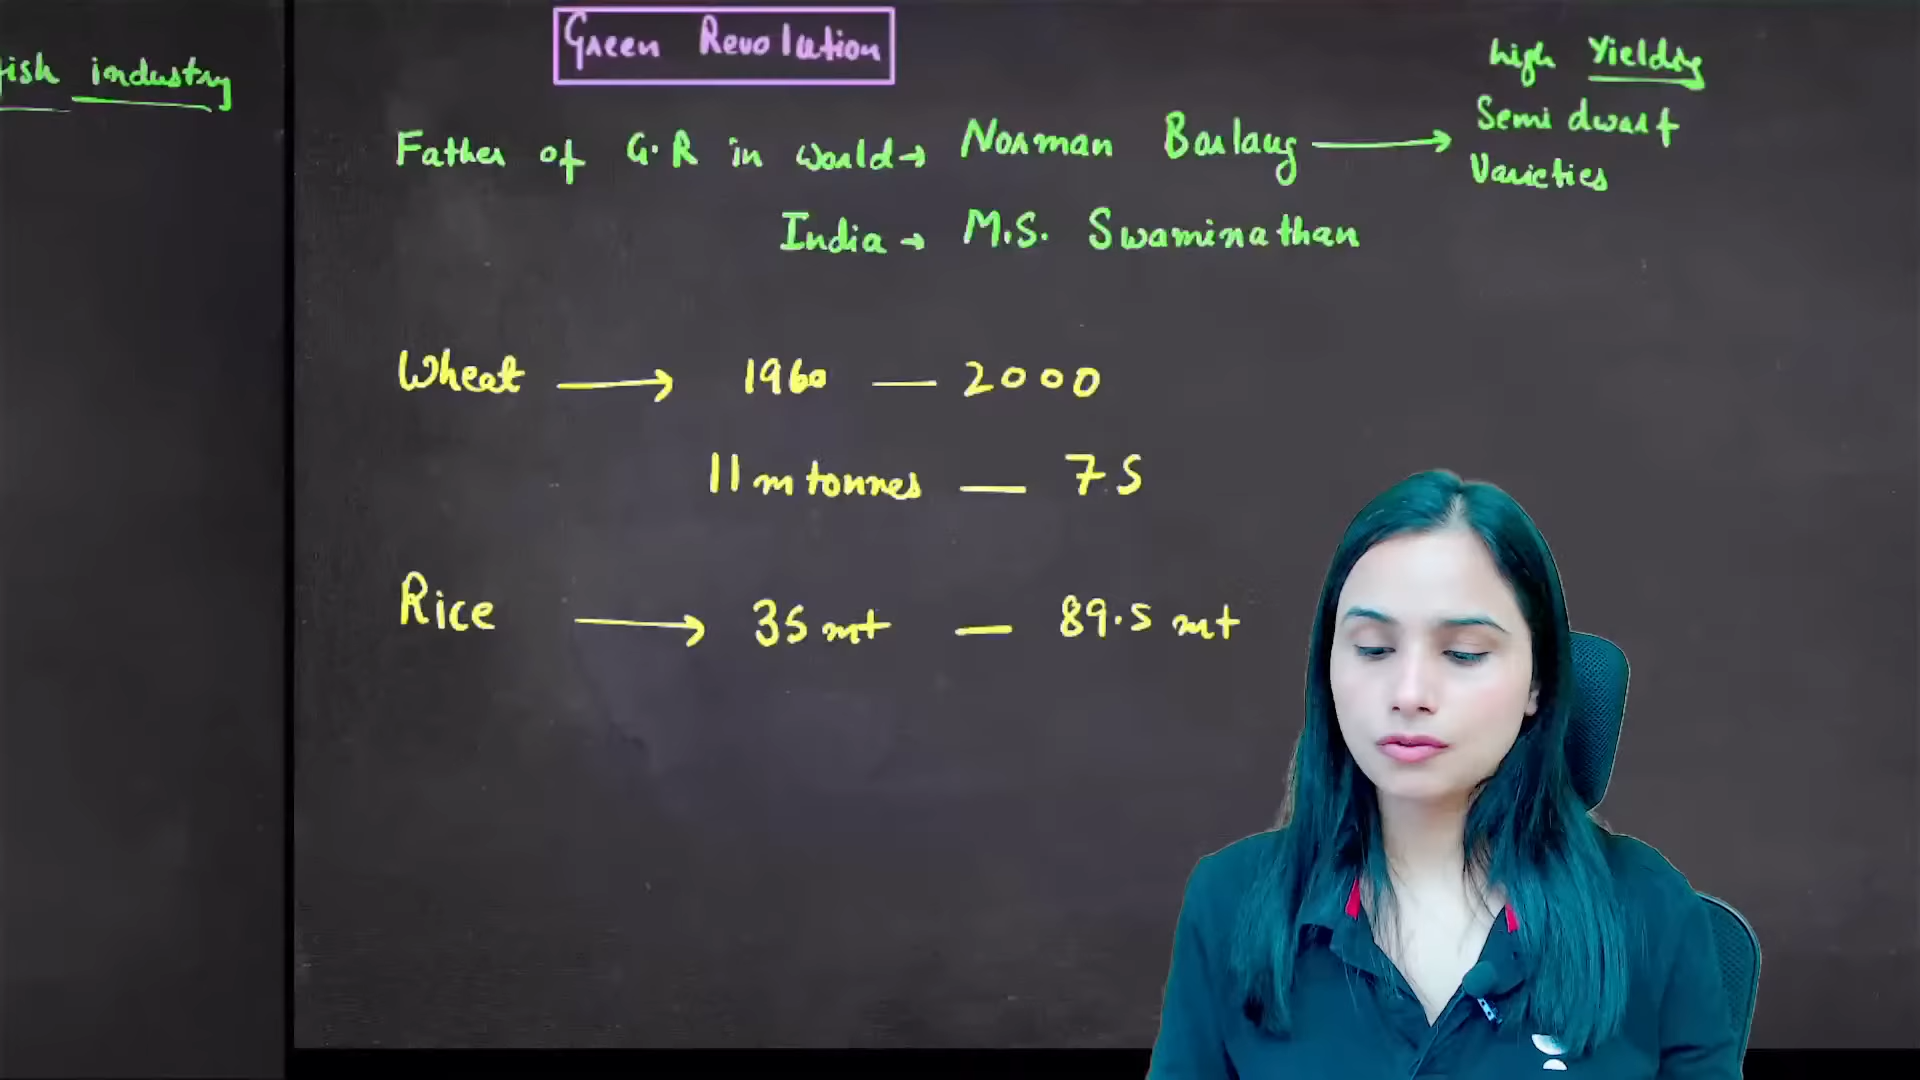 fish industry
Green Revolution
Father of G.R in world → Norman Borlaug → high Yielding
Semi dwarf
Varieties
India → M.S. Swaminathan
Wheat → 1960 — 2000
11 m tonnes — 75
Rice → 35 mt — 89.5 mt